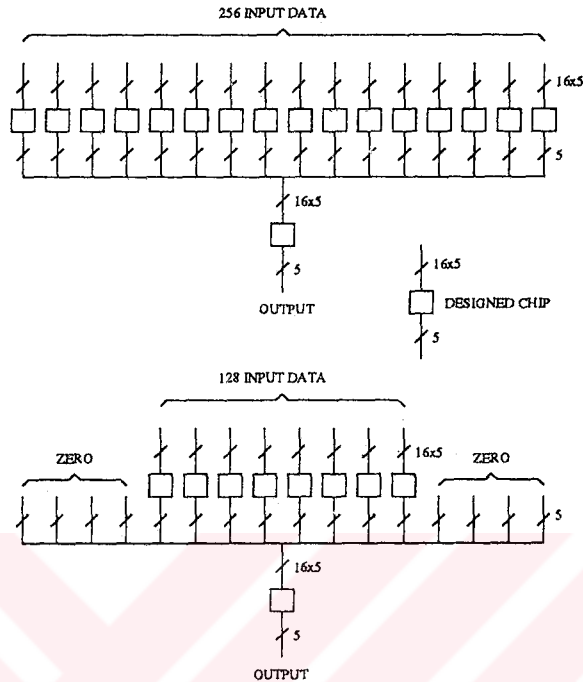 256 INPUT DATA
16x5
5
16x5
5
OUTPUT
16x5
DESIGNED CHIP
5
128 INPUT DATA
ZERO
ZERO
16x5
5
16x5
5
OUTPUT